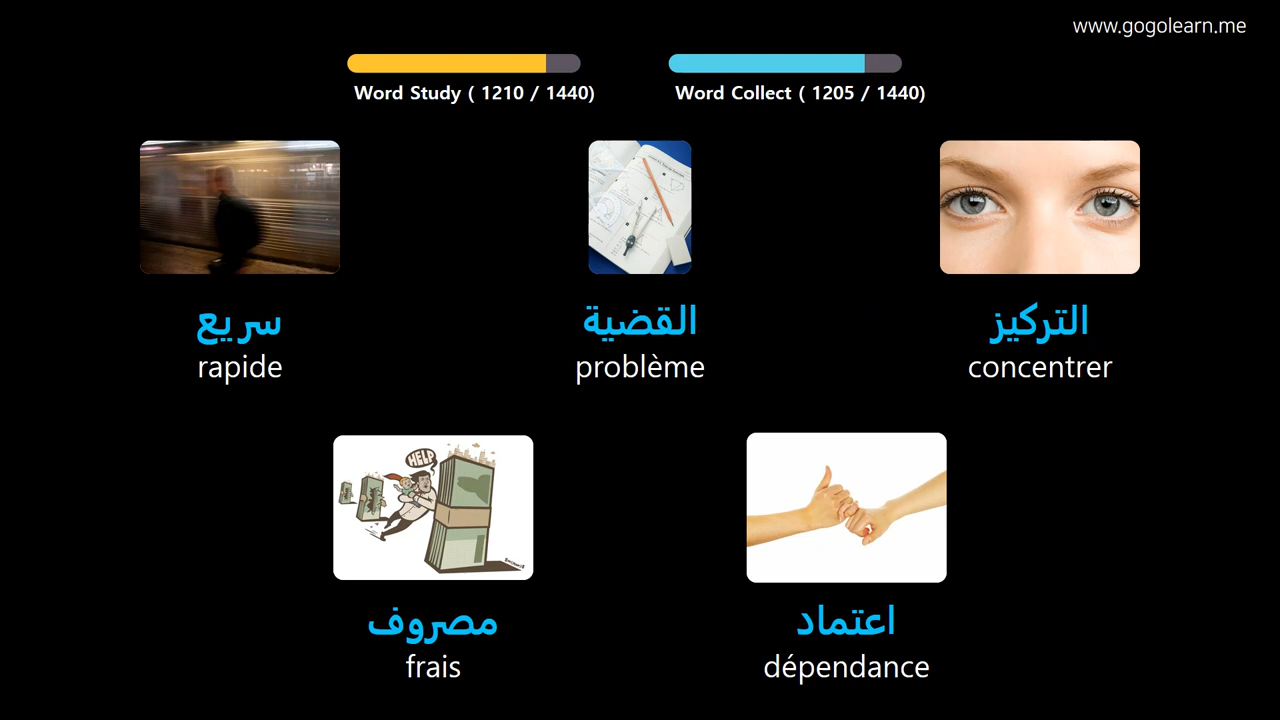 www.gogolearn.me
Word Study ( 1210 / 1440)
Word Collect ( 1205 / 1440)
سريع
rapide
القضية
problème
التركيز
concentrer
HELP
مصروف
frais
اعتماد
dépendance